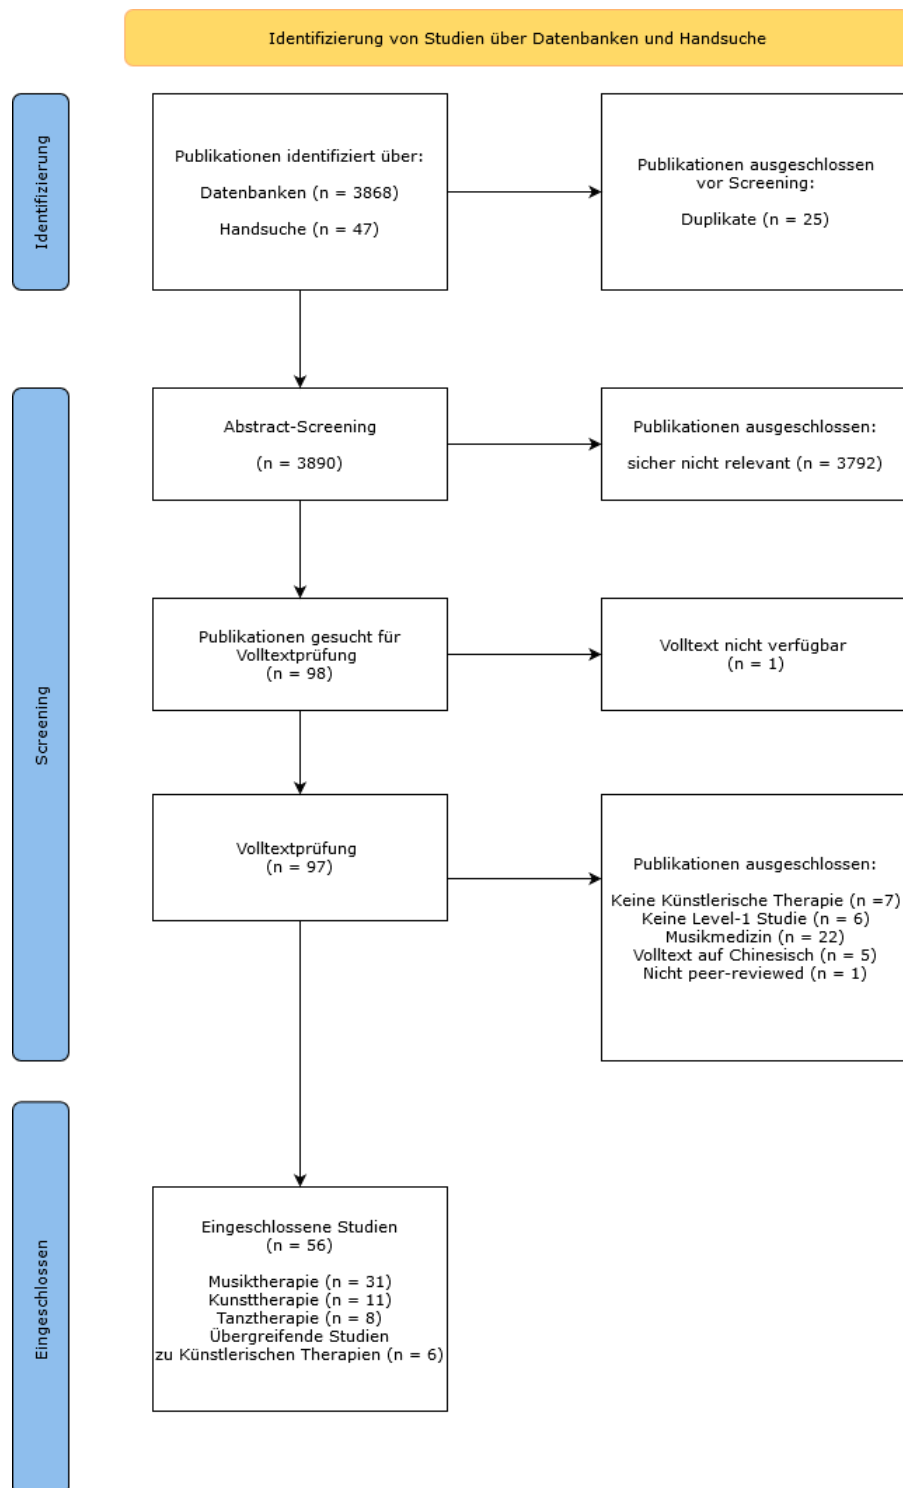 Identifizierung von Studien über Datenbanken und Handsuche
Identifizierung
Publikationen identifiziert über:
Datenbanken (n = 3868)
Handsuche (n = 47)
Publikationen ausgeschlossen
vor Screening:
Duplikate (n = 25)
Screening
Abstract-Screening
(n = 3890)
Publikationen ausgeschlossen:
sicher nicht relevant (n = 3792)
Publikationen gesucht für
Volltextprüfung
(n = 98)
Volltext nicht verfügbar
(n = 1)
Volltextprüfung
(n = 97)
Publikationen ausgeschlossen:
Keine Künstlerische Therapie (n =7)
Keine Level-1 Studie (n = 6)
Musikmedizin (n = 22)
Volltext auf Chinesisch (n = 5)
Nicht peer-reviewed (n = 1)
Eingeschlossen
Eingeschlossene Studien
(n = 56)
Musiktherapie (n = 31)
Kunsttherapie (n = 11)
Tanztherapie (n = 8)
Übergreifende Studien
zu Künstlerischen Therapien (n = 6)